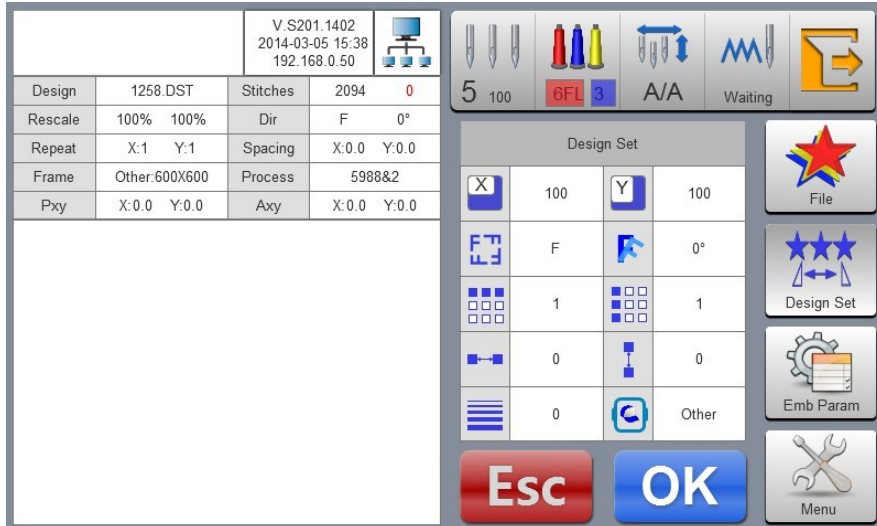 V.S201.1402
2014-03-05 15:38
192.168.0.50
Design 1258.DST Stitches 2094 0
Rescale 100% 100% Dir F 0°
Repeat X:1 Y:1 Spacing X:0.0 Y:0.0
Frame Other:600X600 Process 5988&2
Pxy X:0.0 Y:0.0 Axy X:0.0 Y:0.0
5 100 6FL 3 A/A Waiting
Design Set
X 100 Y 100
F 0°
1 1
0 0
0 Other
Esc OK
File
Design Set
Emb Param
Menu